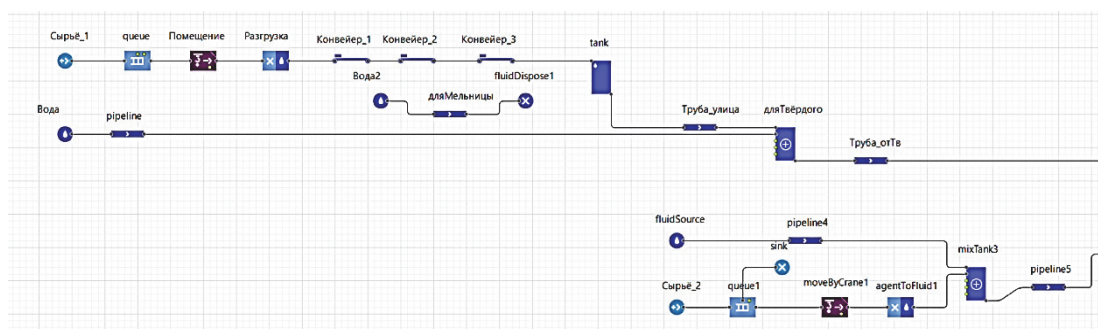 Сырьё_1 queue Помещение Разгрузка Конвейер_1 Конвейер_2 Конвейер_3 tank
Вода2 fluidDispose1
дляМельницы
Вода pipeline Труба_улица дляТвёрдого
Труба_отТв
fluidSource pipeline4
sink mixTank3
Сырьё_2 queue1 moveByCrane1 agentToFluid1 pipeline5